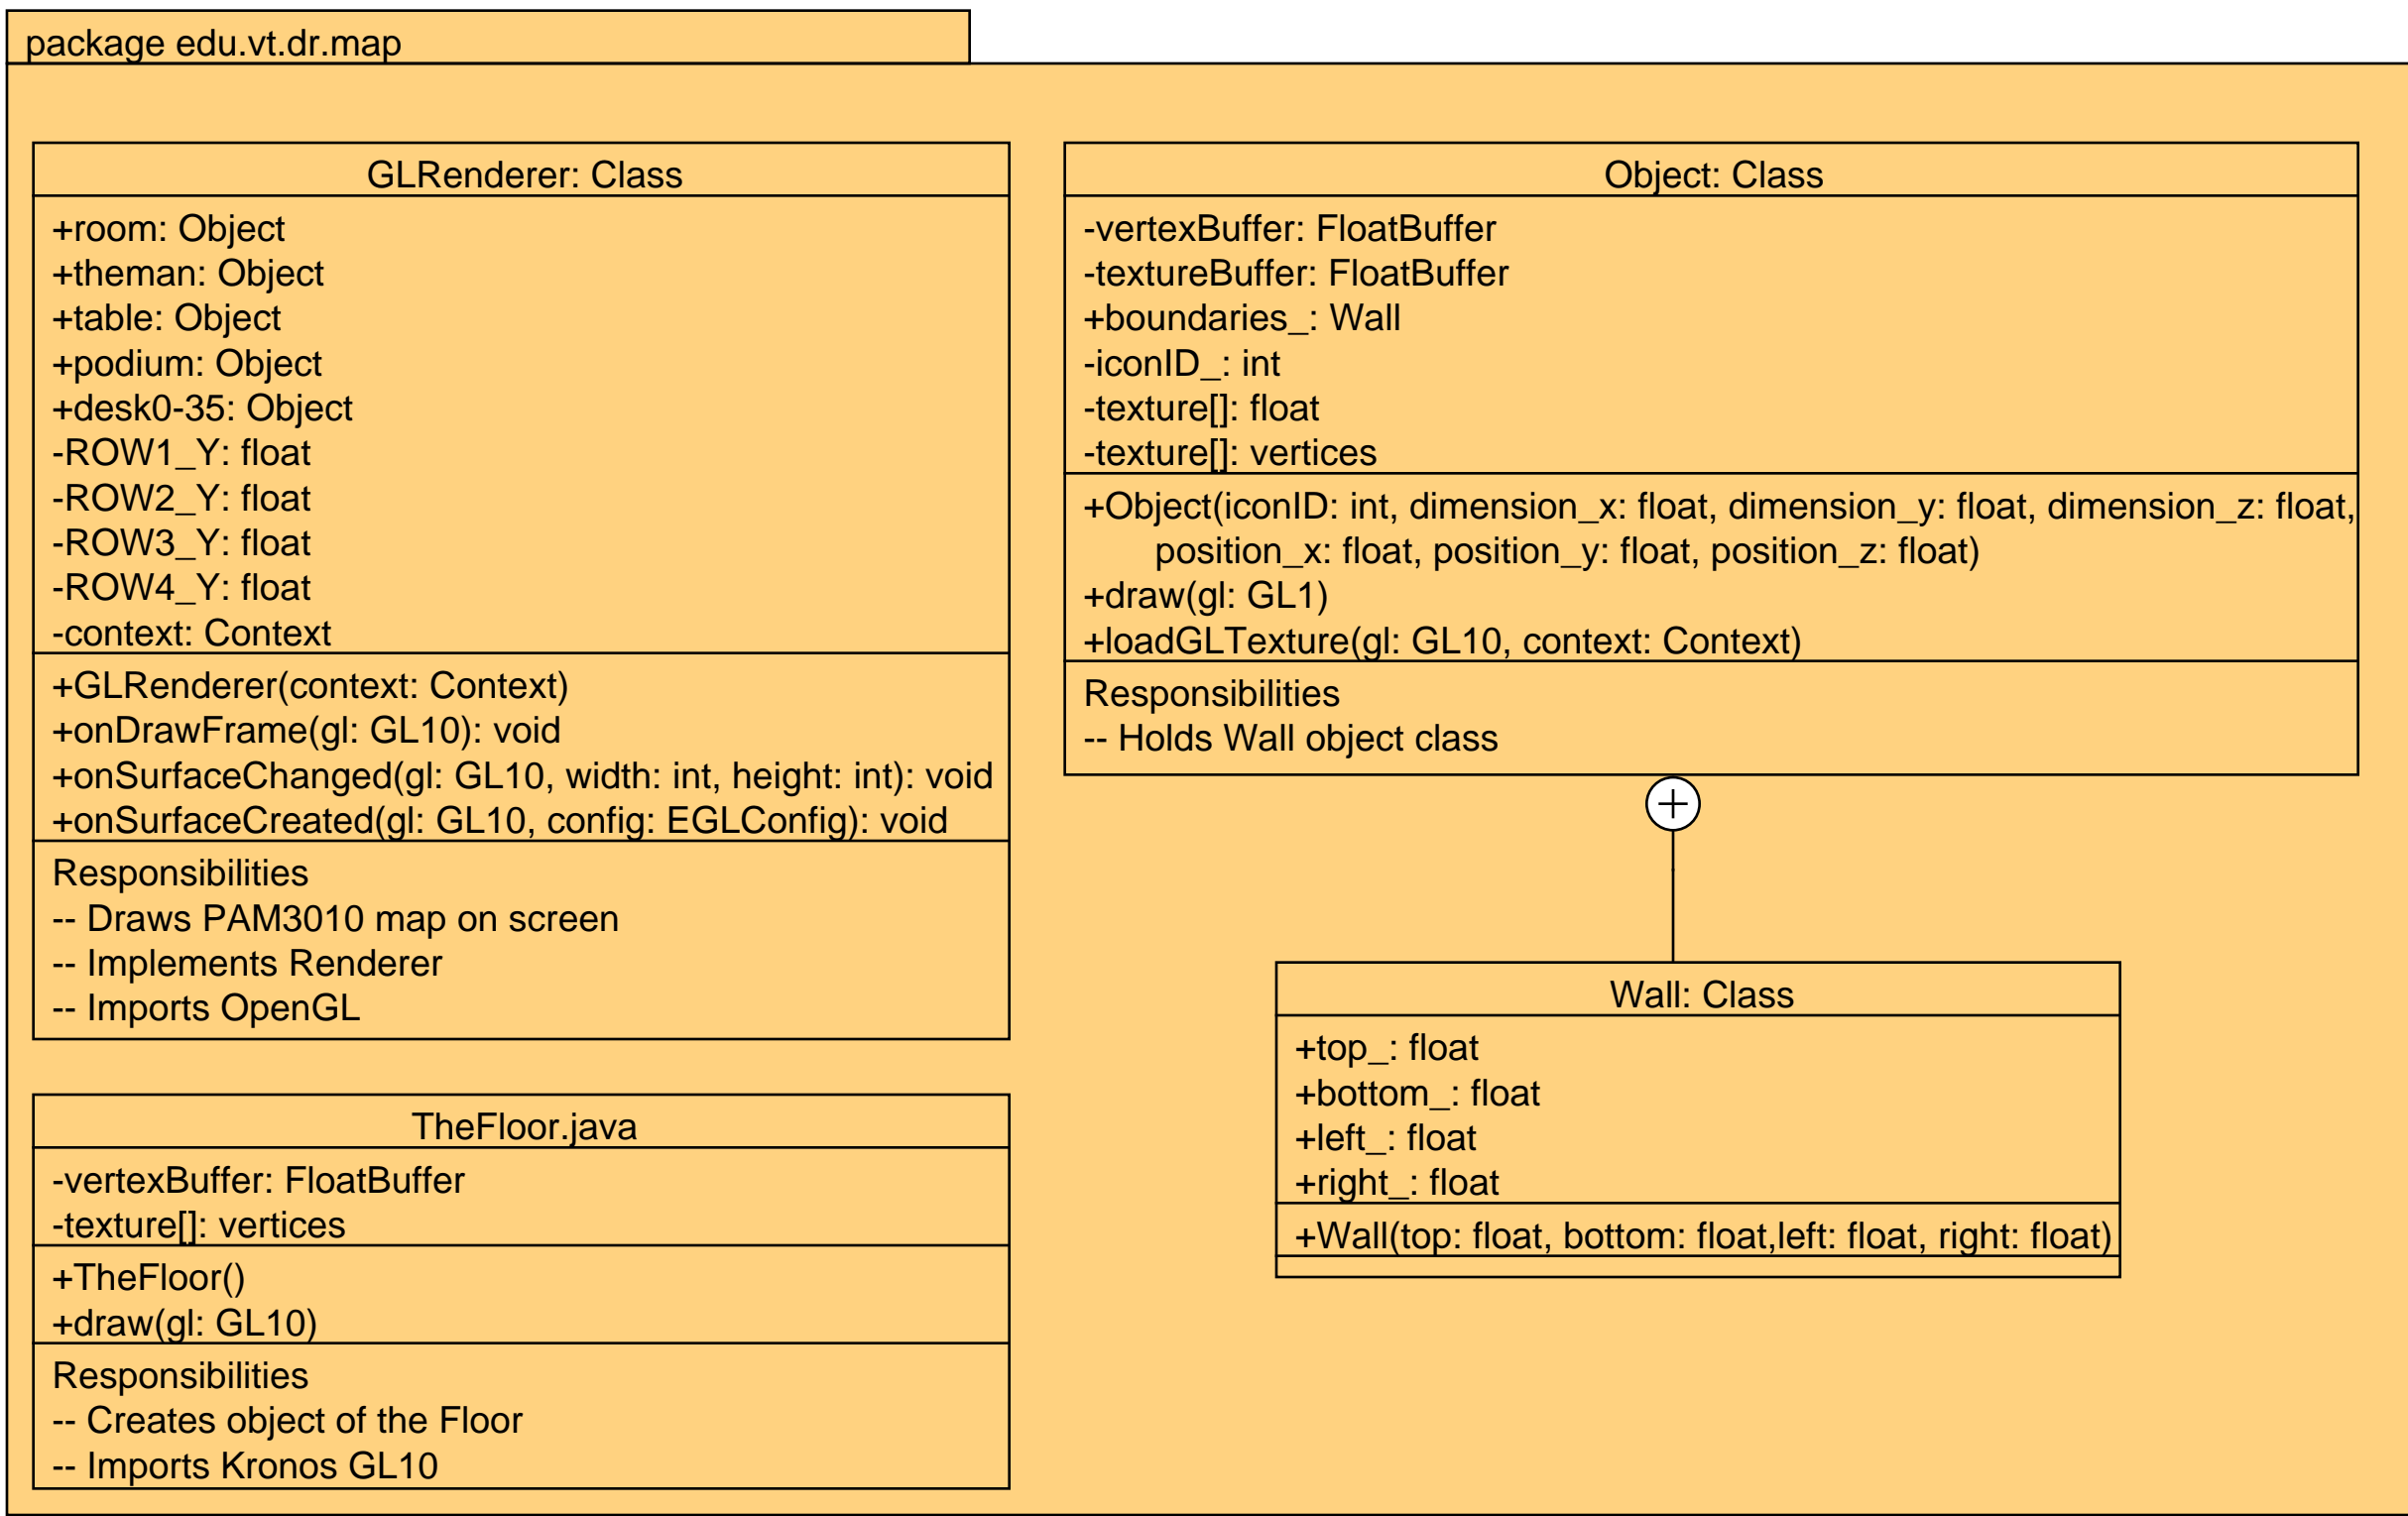 package edu.vt.dr.map
GLRenderer: Class
+room: Object
+theman: Object
+table: Object
+podium: Object
+desk0-35: Object
-ROW1_Y: float
-ROW2_Y: float
-ROW3_Y: float
-ROW4_Y: float
-context: Context
+GLRenderer(context: Context)
+onDrawFrame(gl: GL10): void
+onSurfaceChanged(gl: GL10, width: int, height: int): void
+onSurfaceCreated(gl: GL10, config: EGLConfig): void
Responsibilities
-- Draws PAM3010 map on screen
-- Implements Renderer
-- Imports OpenGL
TheFloor.java
-vertexBuffer: FloatBuffer
-texture[]: vertices
+TheFloor()
+draw(gl: GL10)
Responsibilities
-- Creates object of the Floor
-- Imports Kronos GL10
Object: Class
-vertexBuffer: FloatBuffer
-textureBuffer: FloatBuffer
+boundaries_: Wall
-iconID_: int
-texture[]: float
-texture[]: vertices
+Object(iconID: int, dimension_x: float, dimension_y: float, dimension_z: float,
position_x: float, position_y: float, position_z: float)
+draw(gl: GL1)
+loadGLTexture(gl: GL10, context: Context)
Responsibilities
-- Holds Wall object class
Wall: Class
+top_: float
+bottom_: float
+left_: float
+right_: float
+Wall(top: float, bottom: float,left: float, right: float)